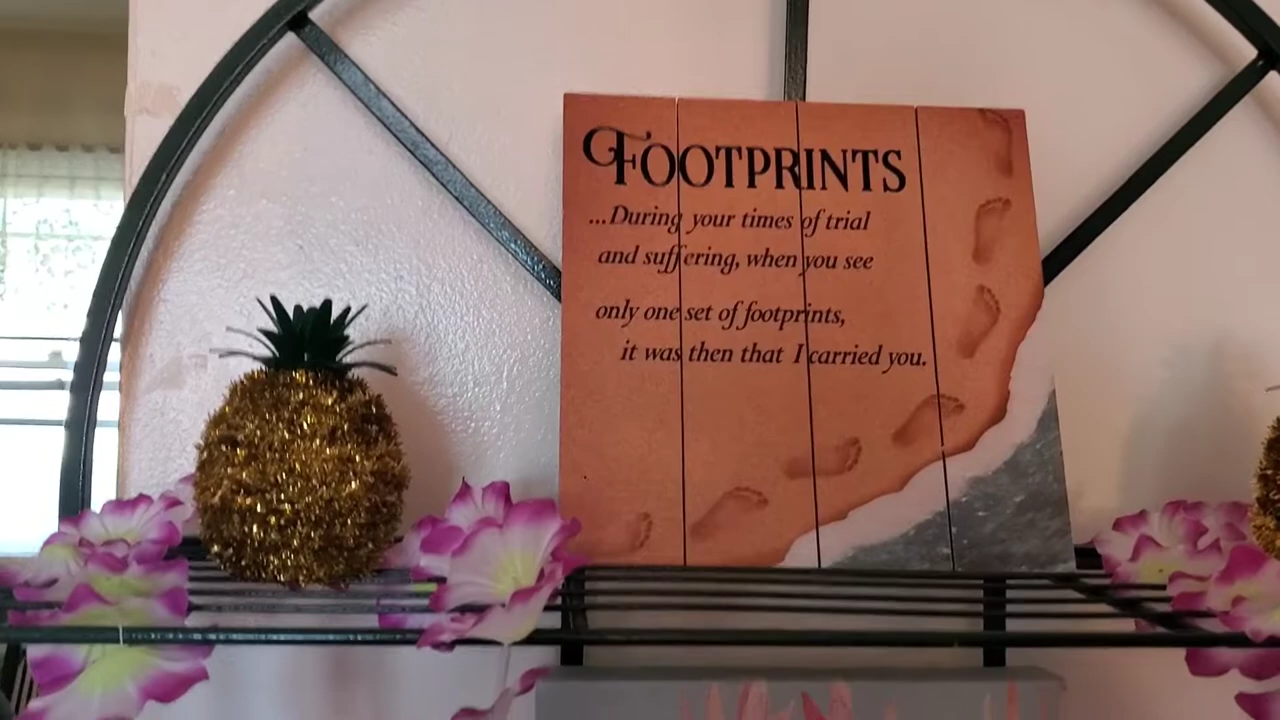 FOOTPRINTS
...During your times of trial
and suffering, when you see
only one set of footprints,
it was then that I carried you.